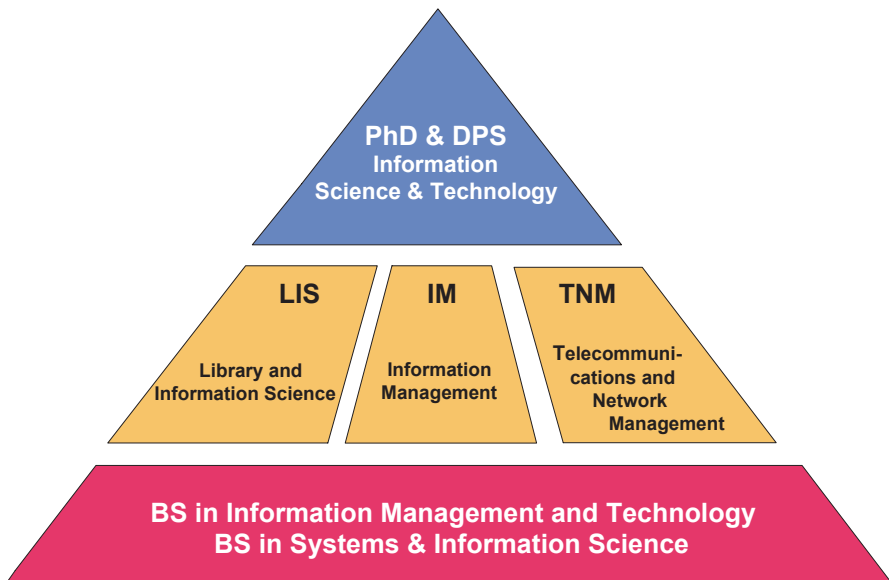 PhD & DPS
Information
Science & Technology
LIS
Library and
Information Science
IM
Information
Management
TNM
Telecommuni-
cations and
Network
Management
BS in Information Management and Technology
BS in Systems & Information Science